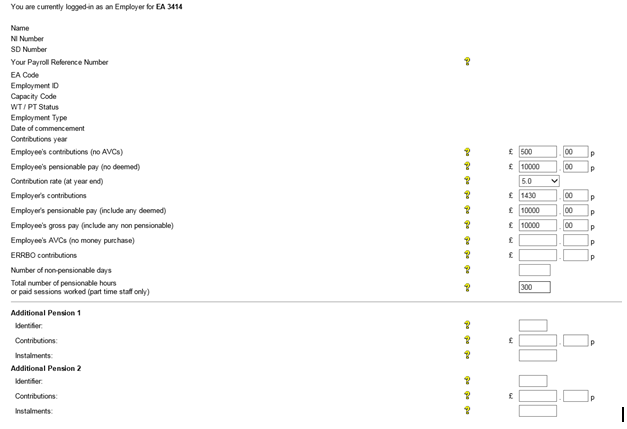 You are currently logged-in as an Employer for EA 3414
Name
NI Number
SD Number
Your Payroll Reference Number ?
EA Code
Employment ID
Capacity Code
WT / PT Status
Employment Type
Date of commencement
Contributions year
Employee's contributions (no AVCs) ? £ 500 . 00 p
Employee's pensionable pay (no deemed) ? £ 10000 . 00 p
Contribution rate (at year end) ? 5.0
Employer's contributions ? £ 1430 . 00 p
Employer's pensionable pay (include any deemed) ? £ 10000 . 00 p
Employee's gross pay (include any non pensionable) ? £ 10000 . 00 p
Employee's AVCs (no money purchase) ? £ . p
ERRBO contributions ? £ . p
Number of non-pensionable days ?
Total number of pensionable hours
or paid sessions worked (part time staff only) ? 300
Additional Pension 1
Identifier: ?
Contributions: ? £ . p
Instalments: ?
Additional Pension 2
Identifier: ?
Contributions: ? £ . p
Instalments: ?